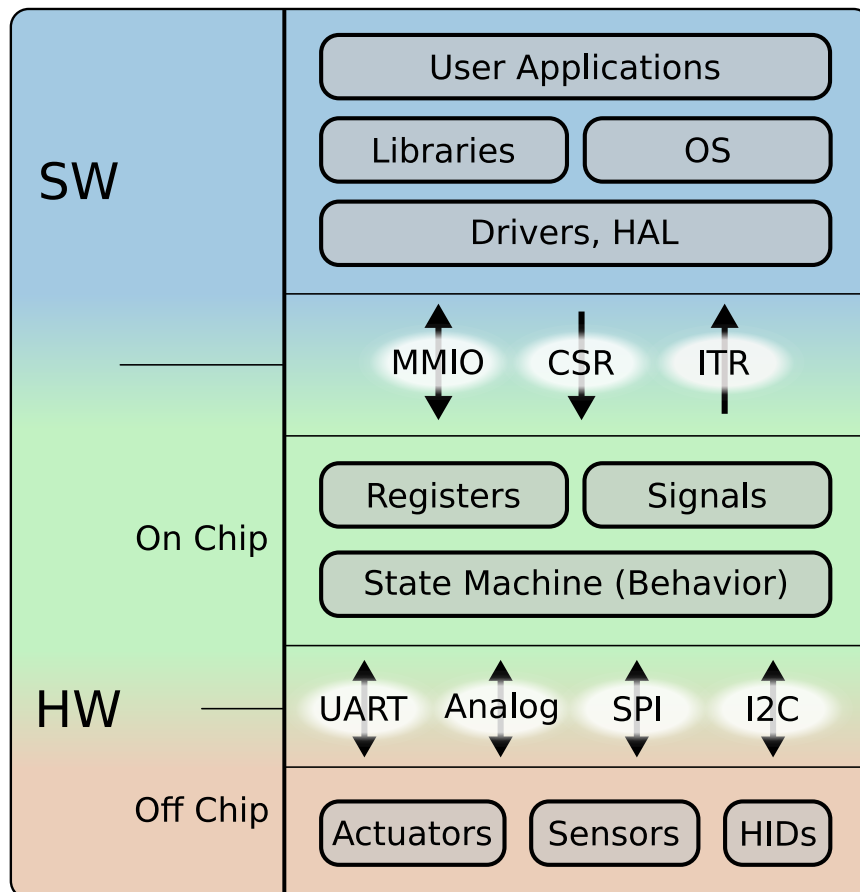 User Applications
Libraries
OS
SW
Drivers, HAL
MMIO
CSR
ITR
Registers
Signals
On Chip
State Machine (Behavior)
HW
UART
Analog
SPI
I2C
Off Chip
Actuators
Sensors
HIDs